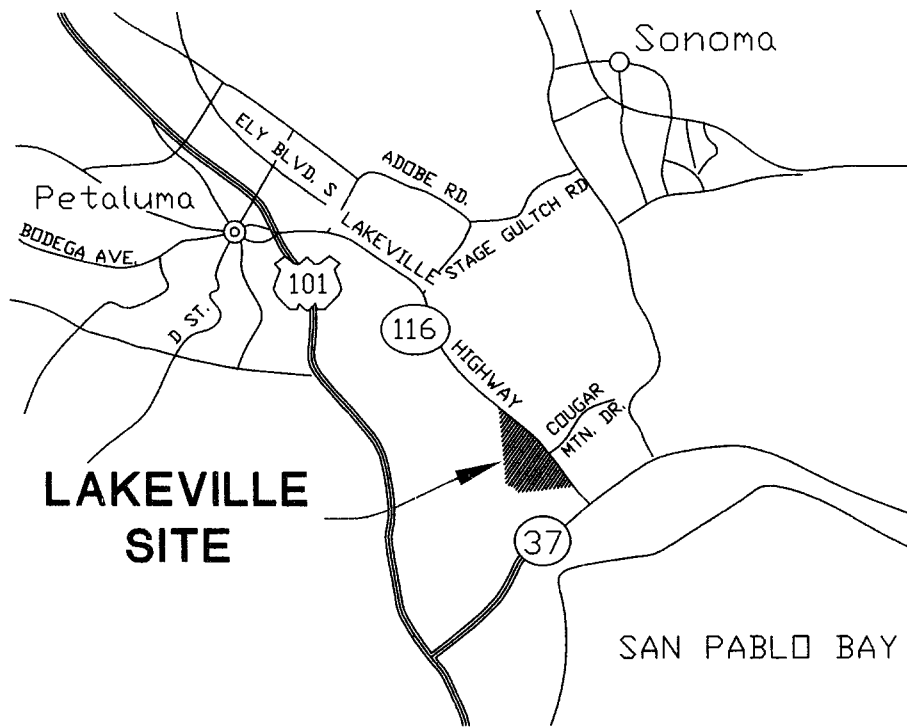 Sonoma
ELY BLVD. S
ADOBE RD.
Petaluma
LAKEVILLE
STAGE GULTCH RD
BODEGA AVE.
101
D ST.
116
HIGHWAY
COUGAR
MTN. DR.
LAKEVILLE
SITE
37
SAN PABLO BAY